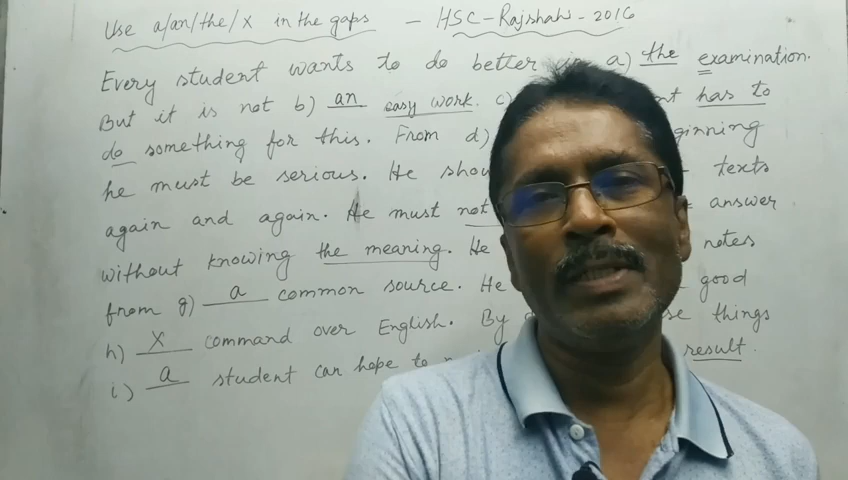 Use a/an/the/x in the gaps - HSC-Rajshahi-2016
Every student wants to do better in a) the examination.
But it is not b) an easy work. c) has to
do something for this. From d)
he must be serious. He texts
again and again. He must not answer
without knowing the meaning. He notes
from g) a common source. He good
h) X command over English. By things
i) a student can hope to result.